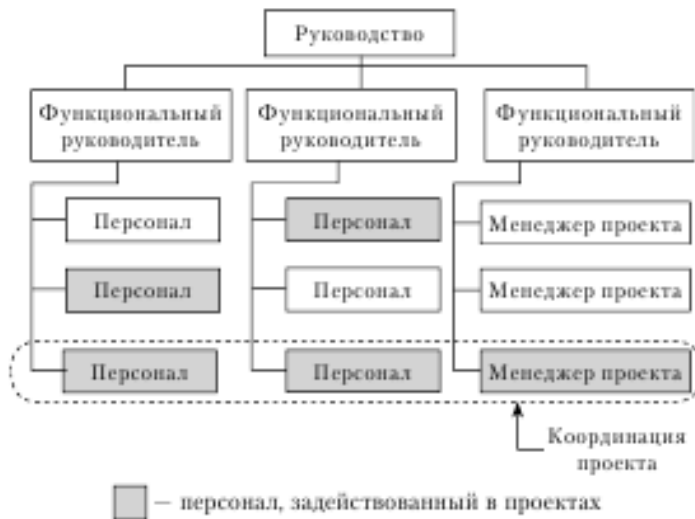 Руководство
Функциональный
руководитель
Функциональный
руководитель
Функциональный
руководитель
Персонал
Персонал
Менеджер проекта
Персонал
Персонал
Менеджер проекта
Персонал
Персонал
Менеджер проекта
Координация
проекта
— персонал, задействованный в проектах